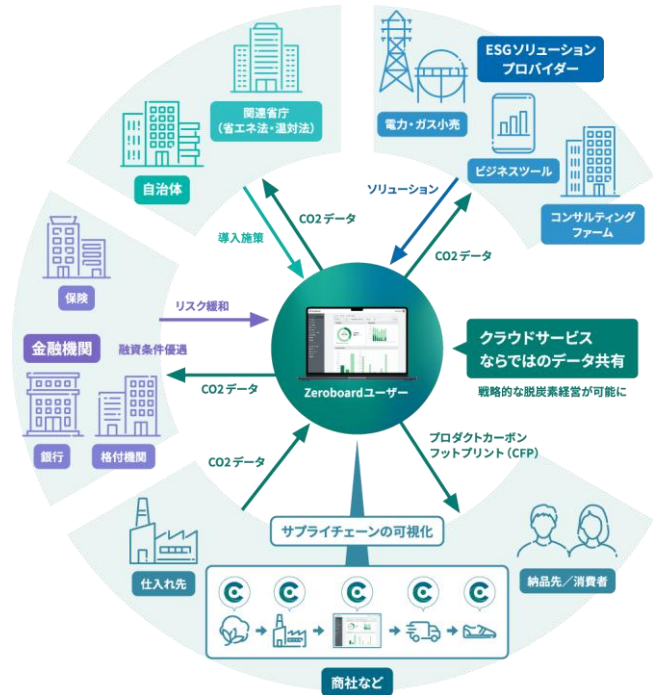 関連省庁
（省エネ法・温対法）
自治体
ESGソリューション
プロバイダー
電力・ガス小売
ビジネスツール
コンサルティング
ファーム
CO2データ
導入施策
ソリューション
CO2データ
保険
リスク緩和
金融機関
融資条件優遇
銀行
格付機関
CO2データ
Zeroboardユーザー
クラウドサービス
ならではのデータ共有
戦略的な脱炭素経営が可能に
CO2データ
プロダクトカーボン
フットプリント（CFP）
サプライチェーンの可視化
仕入れ先
納品先／消費者
商社など